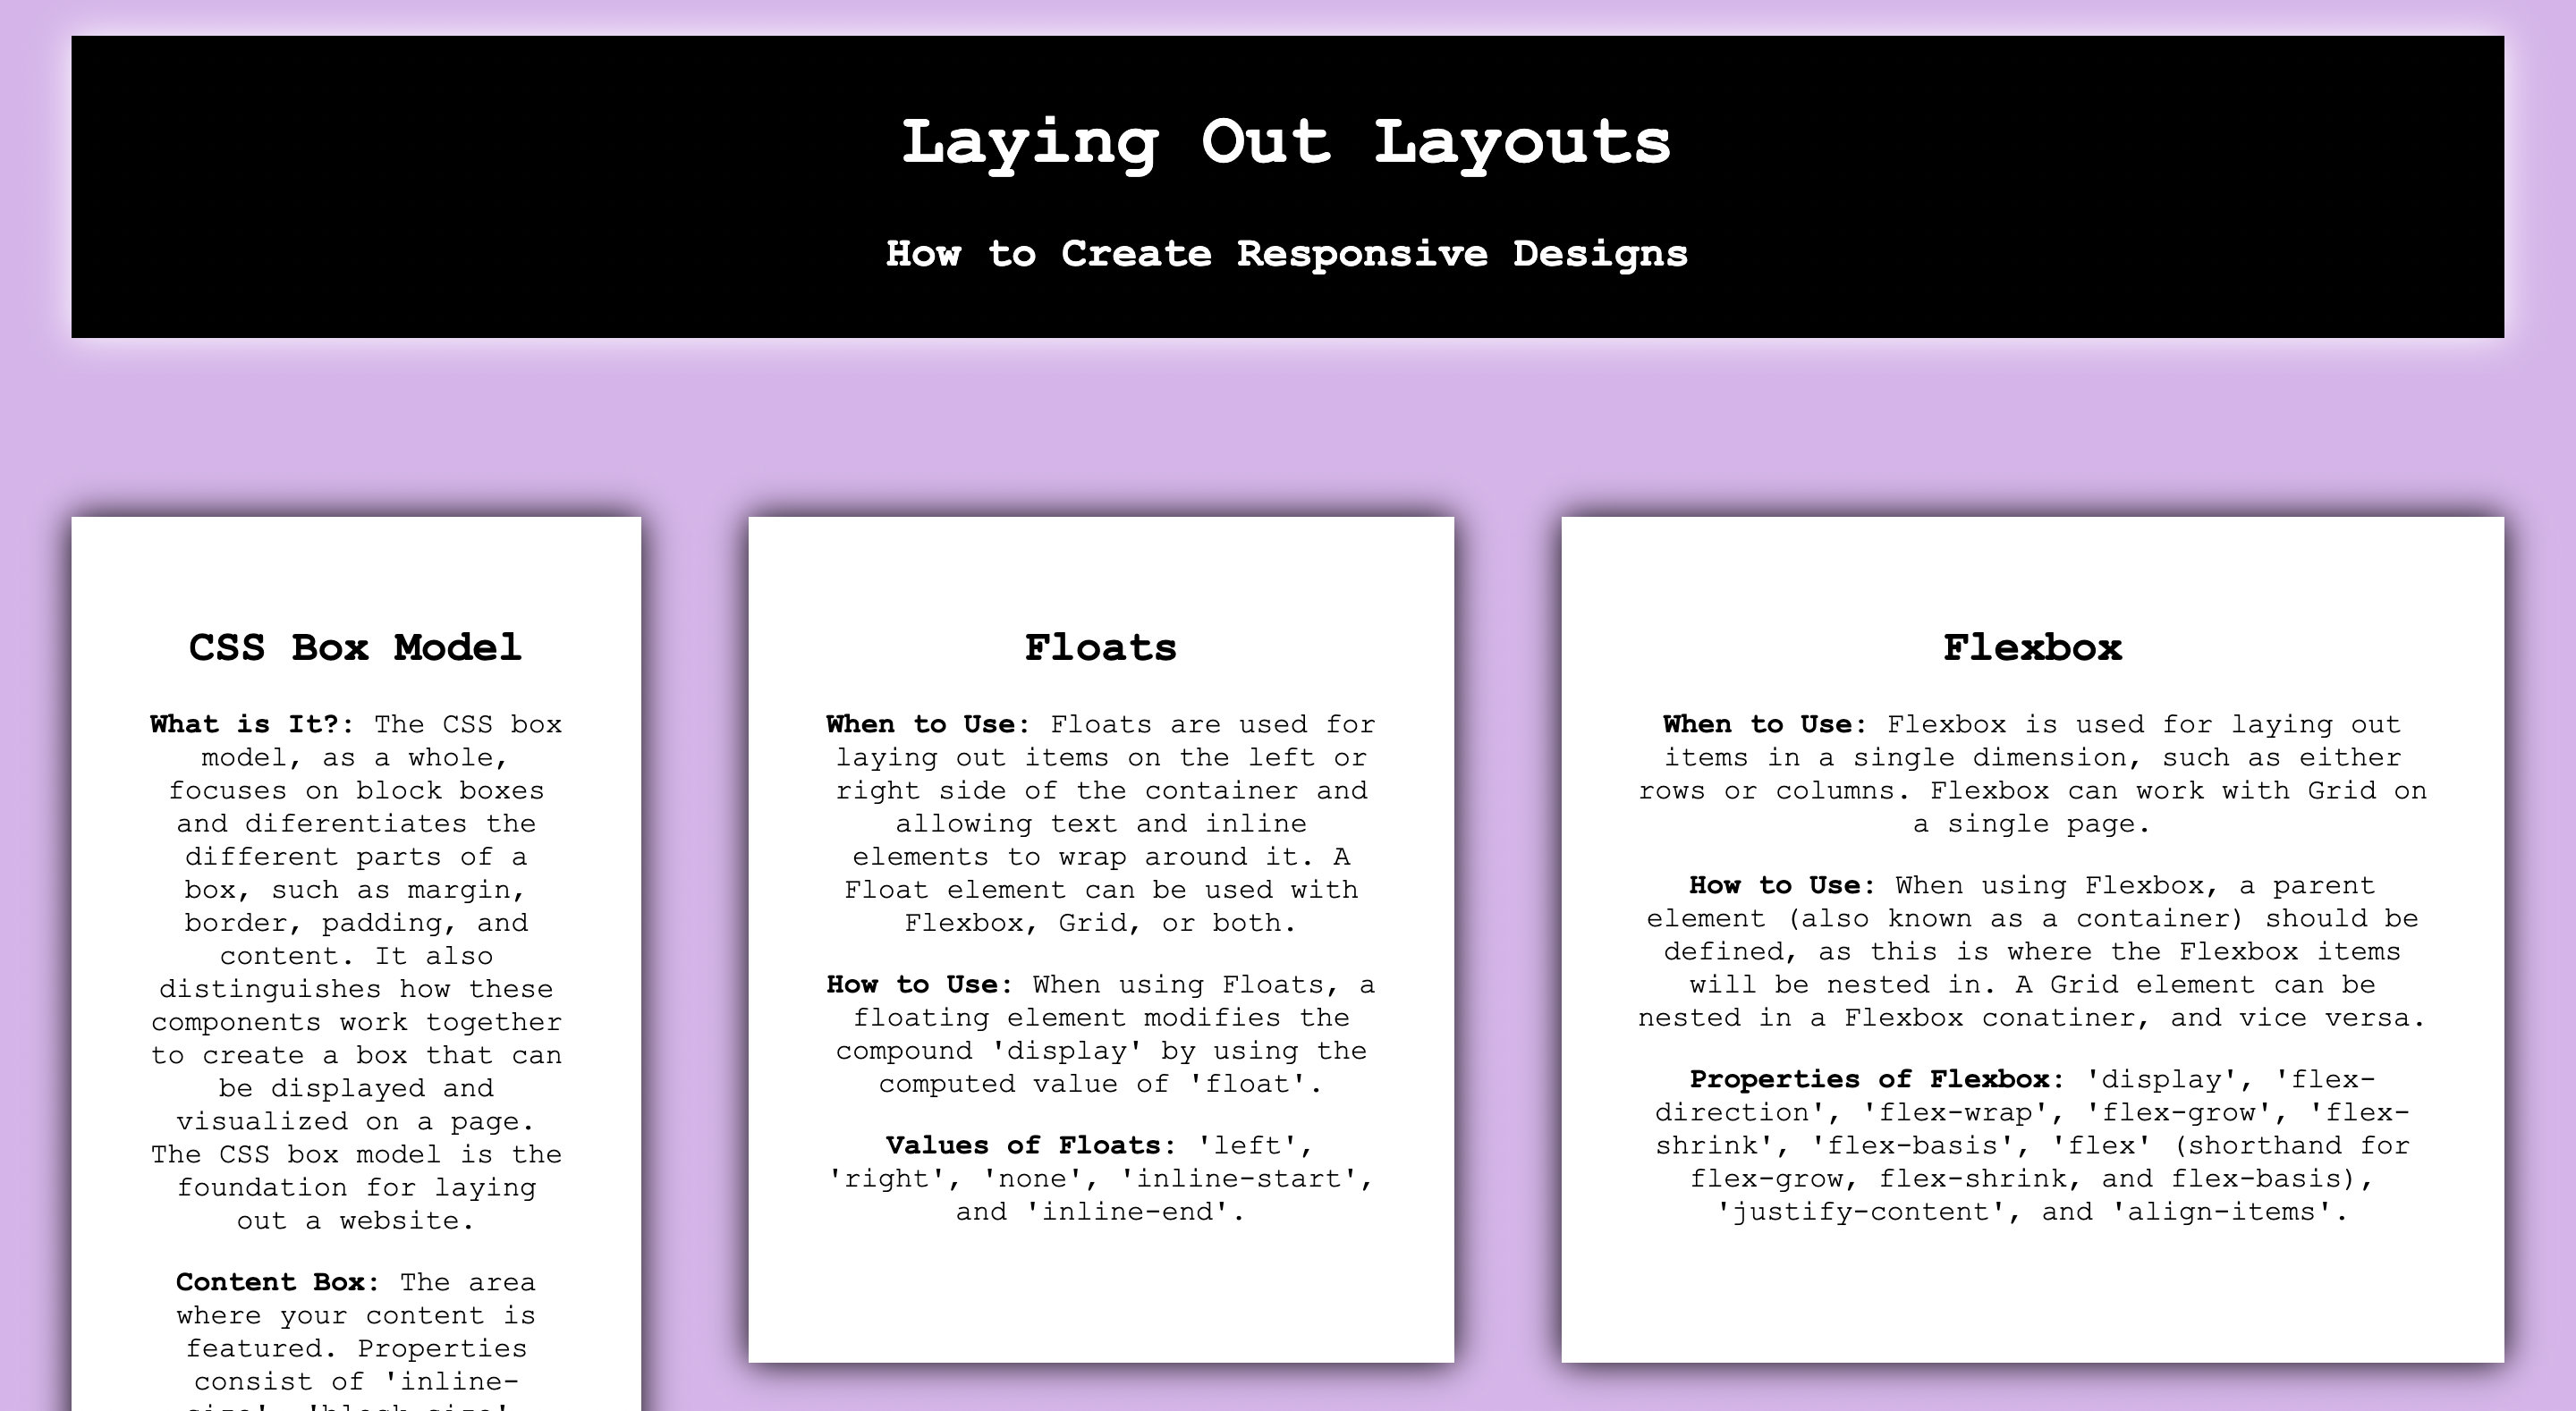 Laying Out Layouts
How to Create Responsive Designs
CSS Box Model
What is It?: The CSS box
model, as a whole,
focuses on block boxes
and diferentiates the
different parts of a
box, such as margin,
border, padding, and
content. It also
distinguishes how these
components work together
to create a box that can
be displayed and
visualized on a page.
The CSS box model is the
foundation for laying
out a website.
Content Box: The area
where your content is
featured. Properties
consist of 'inline-
size', 'block-size',
Floats
When to Use: Floats are used for
laying out items on the left or
right side of the container and
allowing text and inline
elements to wrap around it. A
Float element can be used with
Flexbox, Grid, or both.
How to Use: When using Floats, a
floating element modifies the
compound 'display' by using the
computed value of 'float'.
Values of Floats: 'left',
'right', 'none', 'inline-start',
and 'inline-end'.
Flexbox
When to Use: Flexbox is used for laying out
items in a single dimension, such as either
rows or columns. Flexbox can work with Grid on
a single page.
How to Use: When using Flexbox, a parent
element (also known as a container) should be
defined, as this is where the Flexbox items
will be nested in. A Grid element can be
nested in a Flexbox conatiner, and vice versa.
Properties of Flexbox: 'display', 'flex-
direction', 'flex-wrap', 'flex-grow', 'flex-
shrink', 'flex-basis', 'flex' (shorthand for
flex-grow, flex-shrink, and flex-basis),
'justify-content', and 'align-items'.